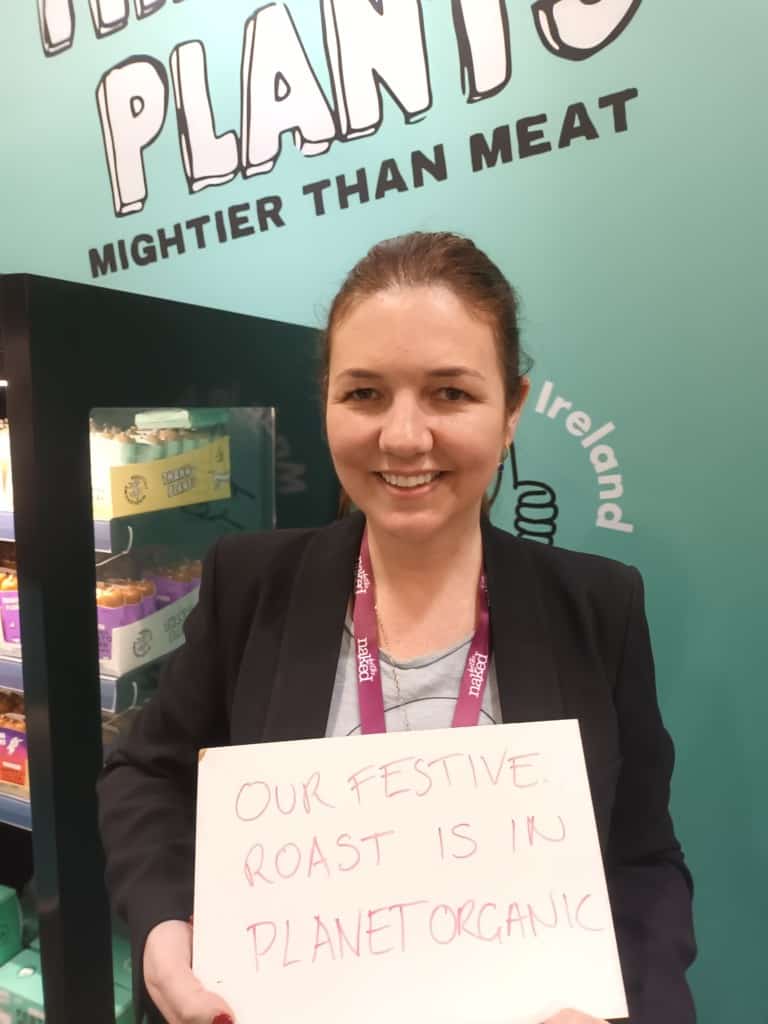 PLANTS
MIGHTIER THAN MEAT
Ireland
naked
naked
OUR FESTIVE.
ROAST IS IN
PLANET ORGANIC